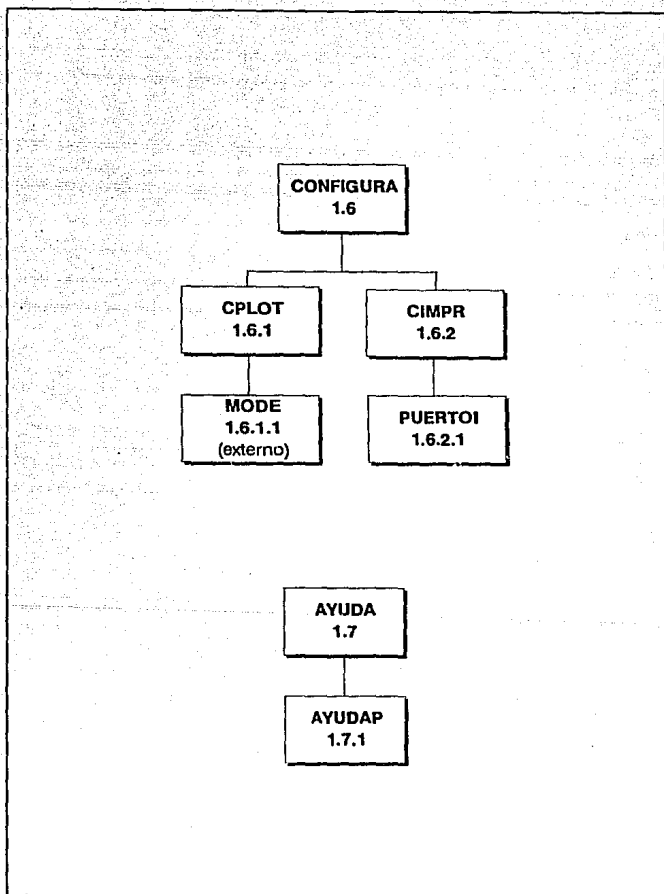 CONFIGURA
1.6
CPLOT
1.6.1
CIMPR
1.6.2
MODE
1.6.1.1
(externo)
PUERTOI
1.6.2.1
AYUDA
1.7
AYUDAP
1.7.1